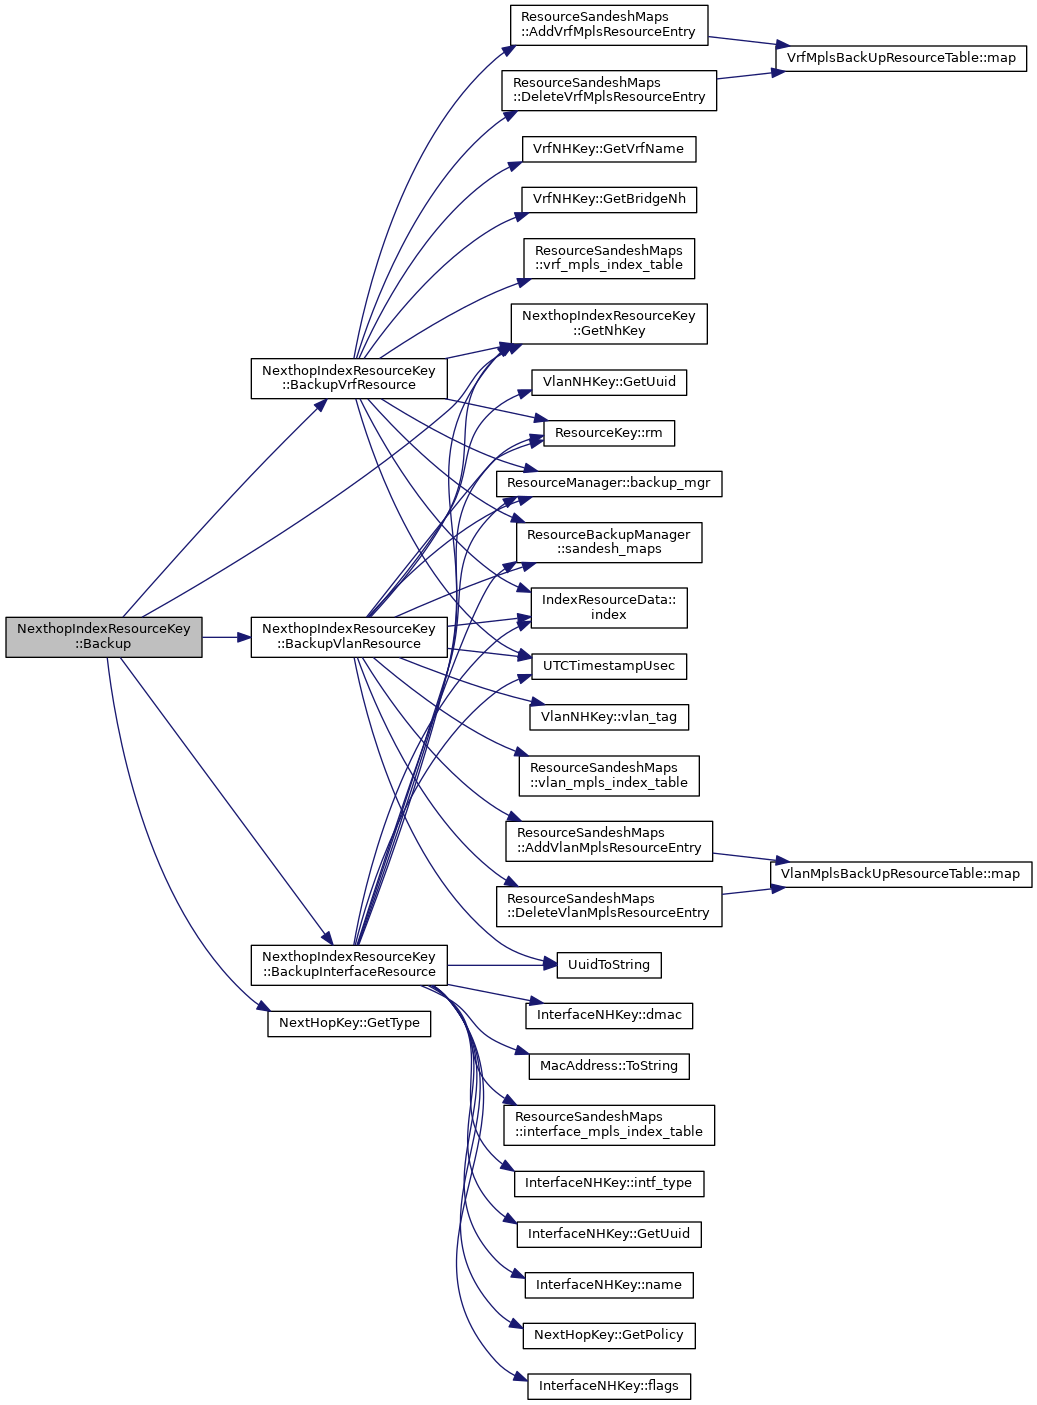 ResourceSandeshMaps
::AddVrfMplsResourceEntry
VrfMplsBackUpResourceTable::map
ResourceSandeshMaps
::DeleteVrfMplsResourceEntry
VrfNHKey::GetVrfName
VrfNHKey::GetBridgeNh
ResourceSandeshMaps
::vrf_mpls_index_table
NexthopIndexResourceKey
::GetNhKey
NexthopIndexResourceKey
::BackupVrfResource
VlanNHKey::GetUuid
ResourceKey::rm
ResourceManager::backup_mgr
ResourceBackupManager
::sandesh_maps
IndexResourceData::
index
NexthopIndexResourceKey
::Backup
NexthopIndexResourceKey
::BackupVlanResource
UTCTimestampUsec
VlanNHKey::vlan_tag
ResourceSandeshMaps
::vlan_mpls_index_table
ResourceSandeshMaps
::AddVlanMplsResourceEntry
VlanMplsBackUpResourceTable::map
ResourceSandeshMaps
::DeleteVlanMplsResourceEntry
NexthopIndexResourceKey
::BackupInterfaceResource
UuidToString
InterfaceNHKey::dmac
NextHopKey::GetType
MacAddress::ToString
ResourceSandeshMaps
::interface_mpls_index_table
InterfaceNHKey::intf_type
InterfaceNHKey::GetUuid
InterfaceNHKey::name
NextHopKey::GetPolicy
InterfaceNHKey::flags